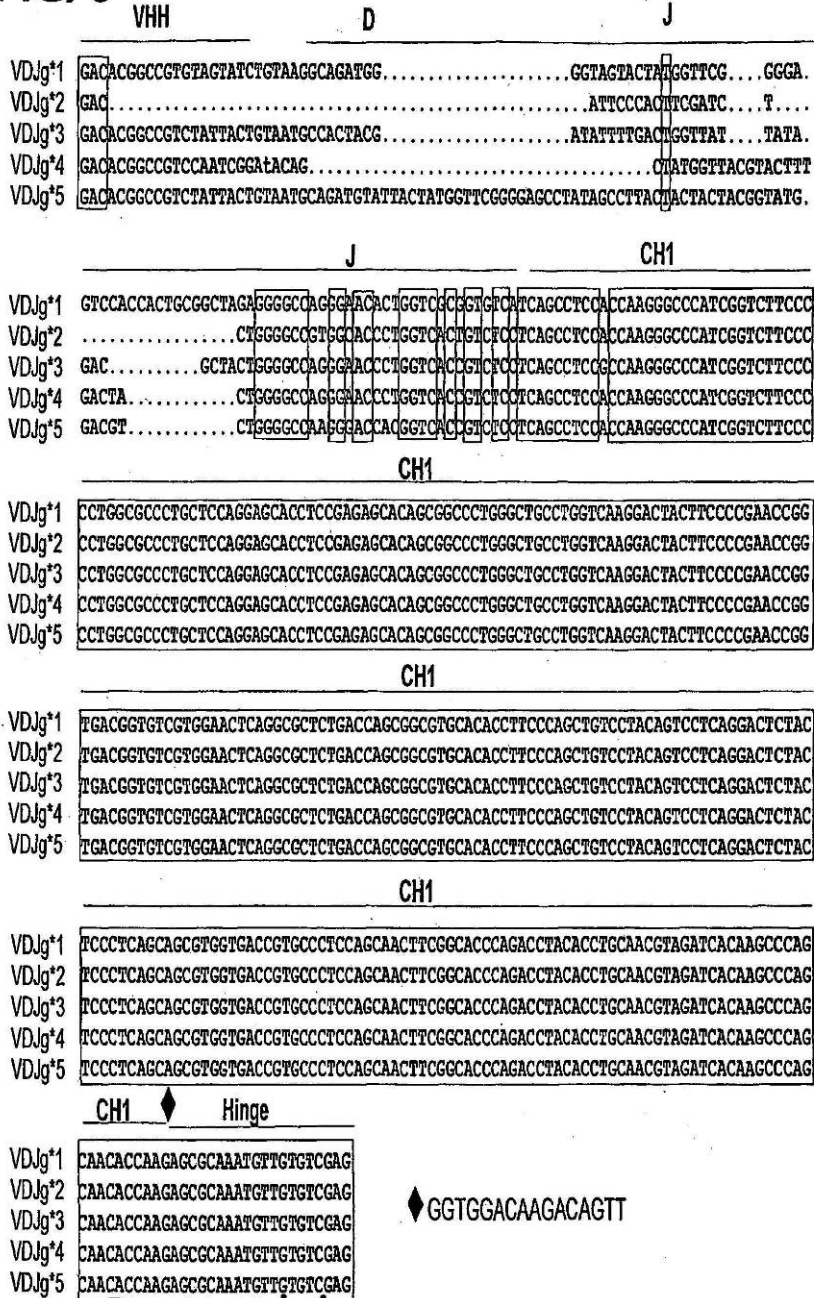 VHH D J
VDJg*1 GACACGGCCGTGTAGTATCTGTAAGGCAGATGG..................GGTAGTACTATGGTTCG....GGGA.
VDJg*2 GAC..............................................ATTCCCACTTCGATC....T....
VDJg*3 GACACGGCCGTCTATTACTGTAATGCCACTACG..................ATATTTTGACTGGTTAT....TATA.
VDJg*4 GACACGGCCGTCCAATCGGAtACAG.................................CTATGGTTACGTACTTT
VDJg*5 GACACGGCCGTCTATTACTGTAATGCAGATGTATTACTATGGTTCGGGGAGCCTATAGCCTTACTACTACTACGGTATG.
J CH1
VDJg*1 GTCCACCACTGCGGCTAGAGGGGCCAGGGAACACTGGTCGCGGTGTCATCAGCCTCCACCAAGGGCCCATCGGTCTTCCC
VDJg*2 .................CTGGGGCCGTGGCACCCTGGTCACTGTCTCCTCAGCCTCCACCAAGGGCCCATCGGTCTTCCC
VDJg*3 GAC..........GCTACTGGGGCCAGGGAACCCTGGTCACCGTCTCCTCAGCCTCCGCCAAGGGCCCATCGGTCTTCCC
VDJg*4 GACTA............CTGGGGCCAGGGAACCCTGGTCACCGTCTCCTCAGCCTCCACCAAGGGCCCATCGGTCTTCCC
VDJg*5 GACGT............CTGGGGCCAAGGGACCACGGTCACCGTCTCCTCAGCCTCCACCAAGGGCCCATCGGTCTTCCC
CH1
VDJg*1 CCTGGCGCCCTGCTCCAGGAGCACCTCCGAGAGCACAGCGGCCCTGGGCTGCCTGGTCAAGGACTACTTCCCCGAACCGG
VDJg*2 CCTGGCGCCCTGCTCCAGGAGCACCTCCGAGAGCACAGCGGCCCTGGGCTGCCTGGTCAAGGACTACTTCCCCGAACCGG
VDJg*3 CCTGGCGCCCTGCTCCAGGAGCACCTCCGAGAGCACAGCGGCCCTGGGCTGCCTGGTCAAGGACTACTTCCCCGAACCGG
VDJg*4 CCTGGCGCCCTGCTCCAGGAGCACCTCCGAGAGCACAGCGGCCCTGGGCTGCCTGGTCAAGGACTACTTCCCCGAACCGG
VDJg*5 CCTGGCGCCCTGCTCCAGGAGCACCTCCGAGAGCACAGCGGCCCTGGGCTGCCTGGTCAAGGACTACTTCCCCGAACCGG
CH1
VDJg*1 TGACGGTGTCGTGGAACTCAGGCGCTCTGACCAGCGGCGTGCACACCTTCCCAGCTGTCCTACAGTCCTCAGGACTCTAC
VDJg*2 TGACGGTGTCGTGGAACTCAGGCGCTCTGACCAGCGGCGTGCACACCTTCCCAGCTGTCCTACAGTCCTCAGGACTCTAC
VDJg*3 TGACGGTGTCGTGGAACTCAGGCGCTCTGACCAGCGGCGTGCACACCTTCCCAGCTGTCCTACAGTCCTCAGGACTCTAC
VDJg*4 TGACGGTGTCGTGGAACTCAGGCGCTCTGACCAGCGGCGTGCACACCTTCCCAGCTGTCCTACAGTCCTCAGGACTCTAC
VDJg*5 TGACGGTGTCGTGGAACTCAGGCGCTCTGACCAGCGGCGTGCACACCTTCCCAGCTGTCCTACAGTCCTCAGGACTCTAC
CH1
VDJg*1 TCCCTCAGCAGCGTGGTGACCGTGCCCTCCAGCAACTTCGGCACCCAGACCTACACCTGCAACGTAGATCACAAGCCCAG
VDJg*2 TCCCTCAGCAGCGTGGTGACCGTGCCCTCCAGCAACTTCGGCACCCAGACCTACACCTGCAACGTAGATCACAAGCCCAG
VDJg*3 TCCCTCAGCAGCGTGGTGACCGTGCCCTCCAGCAACTTCGGCACCCAGACCTACACCTGCAACGTAGATCACAAGCCCAG
VDJg*4 TCCCTCAGCAGCGTGGTGACCGTGCCCTCCAGCAACTTCGGCACCCAGACCTACACCTGCAACGTAGATCACAAGCCCAG
VDJg*5 TCCCTCAGCAGCGTGGTGACCGTGCCCTCCAGCAACTTCGGCACCCAGACCTACACCTGCAACGTAGATCACAAGCCCAG
CH1 ♦ Hinge
VDJg*1 CAACACCAAGAGCGCAAATGTTGTGTCGAG
VDJg*2 CAACACCAAGAGCGCAAATGTTGTGTCGAG
VDJg*3 CAACACCAAGAGCGCAAATGTTGTGTCGAG ♦GGTGGACAAGACAGTT
VDJg*4 CAACACCAAGAGCGCAAATGTTGTGTCGAG
VDJg*5 CAACACCAAGAGCGCAAATGTTGTGTCGAG